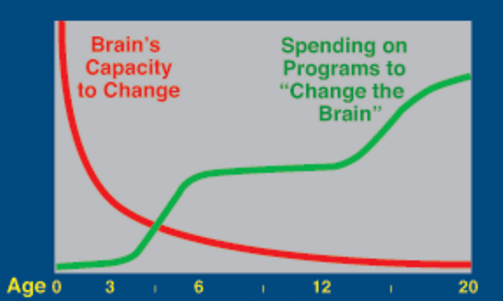 Brain's
Capacity
to Change
Spending on
Programs to
"Change the
Brain"
Age 0 3 6 12 20